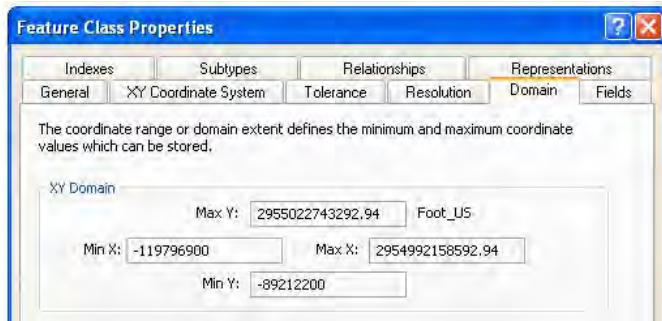 Feature Class Properties
Indexes Subtypes Relationships Representations
General XY Coordinate System Tolerance Resolution Domain Fields
The coordinate range or domain extent defines the minimum and maximum coordinate
values which can be stored.
XY Domain
Max Y: 2955022743292.94 Foot_US
Min X: -119796900 Max X: 2954992158592.94
Min Y: -89212200